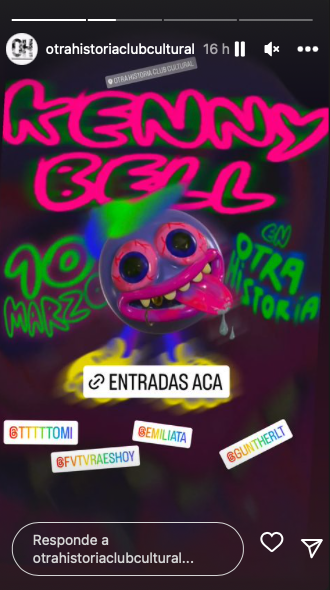 OH
otrahistoriaclubcultural 16 h
OTRA HISTORIA CLUB CULTURAL
KENNY
BELL
10
MARZO
EN
OTRA
HISTORIA
ENTRADAS ACA
@TTTTTOMI
@EMILIATA
@FVTVRAESHOY
@GUNTHERLT
Responde a
otrahistoriaclubcultural...